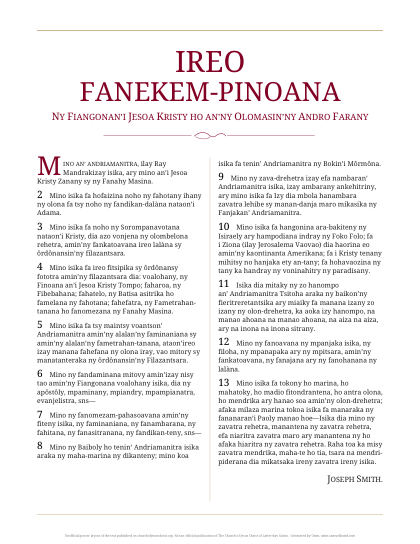 IREO
FANEKEM-PINOANA
Ny Fiangonan'i Jesoa Kristy ho an'ny Olomasin'ny Andro Farany
Mino an' Andriamanitra, ilay Ray
Mandrakizay isika, ary mino an'i Jesoa
Kristy Zanany sy ny Fanahy Masina.
2 Mino isika fa hofaizina noho ny fahotany ihany
ny olona fa tsy noho ny fandikan-dalàna nataon'i
Adama.
3 Mino isika fa noho ny Sorompanavotana
nataon'i Kristy, dia azo vonjena ny olombelona
rehetra, amin'ny fankatoavana ireo lalàna sy
ôrdônansin'ny filazantsara.
4 Mino isika fa ireo fitsipika sy ôrdônansy
fototra amin'ny filazantsara dia: voalohany, ny
Finoana an'i Jesoa Kristy Tompo; faharoa, ny
Fibebahana; fahatelo, ny Batisa asitrika ho
famelana ny fahotana; fahefatra, ny Fametrahan-
tanana ho fanomezana ny Fanahy Masina.
5 Mino isika fa tsy maintsy voantson'
Andriamanitra amin'ny alalan'ny faminaniana sy
amin'ny alalan'ny fametrahan-tanana, ataon'ireo
izay manana fahefana ny olona iray, vao mitory sy
manatanteraka ny ôrdônansin'ny Filazantsara.
6 Mino ny fandaminana mitovy amin'izay nisy
tao amin'ny Fiangonana voalohany isika, dia ny
apôstôly, mpaminany, mpiandry, mpampianatra,
evanjelistra, sns—
7 Mino ny fanomezam-pahasoavana amin'ny
fiteny isika, ny faminaniana, ny fanambarana, ny
fahitana, ny fanasitranana, ny fandikan-teny, sns—
8 Mino ny Baiboly ho tenin' Andriamanitra isika
araka ny maha-marina ny dikanteny; mino koa
isika fa tenin' Andriamanitra ny Bokin'i Môrmôna.
9 Mino ny zava-drehetra izay efa nambaran'
Andriamanitra isika, izay ambarany ankehitriny,
ary mino isika fa Izy dia mbola hanambara
zavatra lehibe sy manan-danja maro mikasika ny
Fanjakan' Andriamanitra.
10 Mino isika fa hangonina ara-bakiteny ny
Isiraely ary hampodiana indray ny Foko Folo; fa
i Ziona (ilay Jerosalema Vaovao) dia haorina eo
amin'ny kaontinanta Amerikana; fa i Kristy tenany
mihitsy no hanjaka ety an-tany; fa hohavaozina ny
tany ka handray ny voninahitry ny paradisany.
11 Isika dia mitaky ny zo hanompo
an' Andriamanitra Tsitoha araka ny baikon'ny
fieritreretantsika ary miaiky fa manana izany zo
izany ny olon-drehetra, ka aoka izy hanompo, na
manao ahoana na manao ahoana, na aiza na aiza,
ary na inona na inona sitrany.
12 Mino ny fanoavana ny mpanjaka isika, ny
filoha, ny mpanapaka ary ny mpitsara, amin'ny
fankatoavana, ny fanajana ary ny fanohanana ny
lalàna.
13 Mino isika fa tokony ho marina, ho
mahatoky, ho madio fitondrantena, ho antra olona,
ho mendrika ary hanao soa amin'ny olon-drehetra;
afaka milaza marina tokoa isika fa manaraka ny
fananaran'i Paoly manao hoe—Isika dia mino ny
zavatra rehetra, manantena ny zavatra rehetra,
efa niaritra zavatra maro ary manantena ny ho
afaka hiaritra ny zavatra rehetra. Raha toa ka misy
zavatra mendrika, maha-te ho tia, tsara na mendri-
piderana dia mikatsaka ireny zavatra ireny isika.
Joseph Smith.